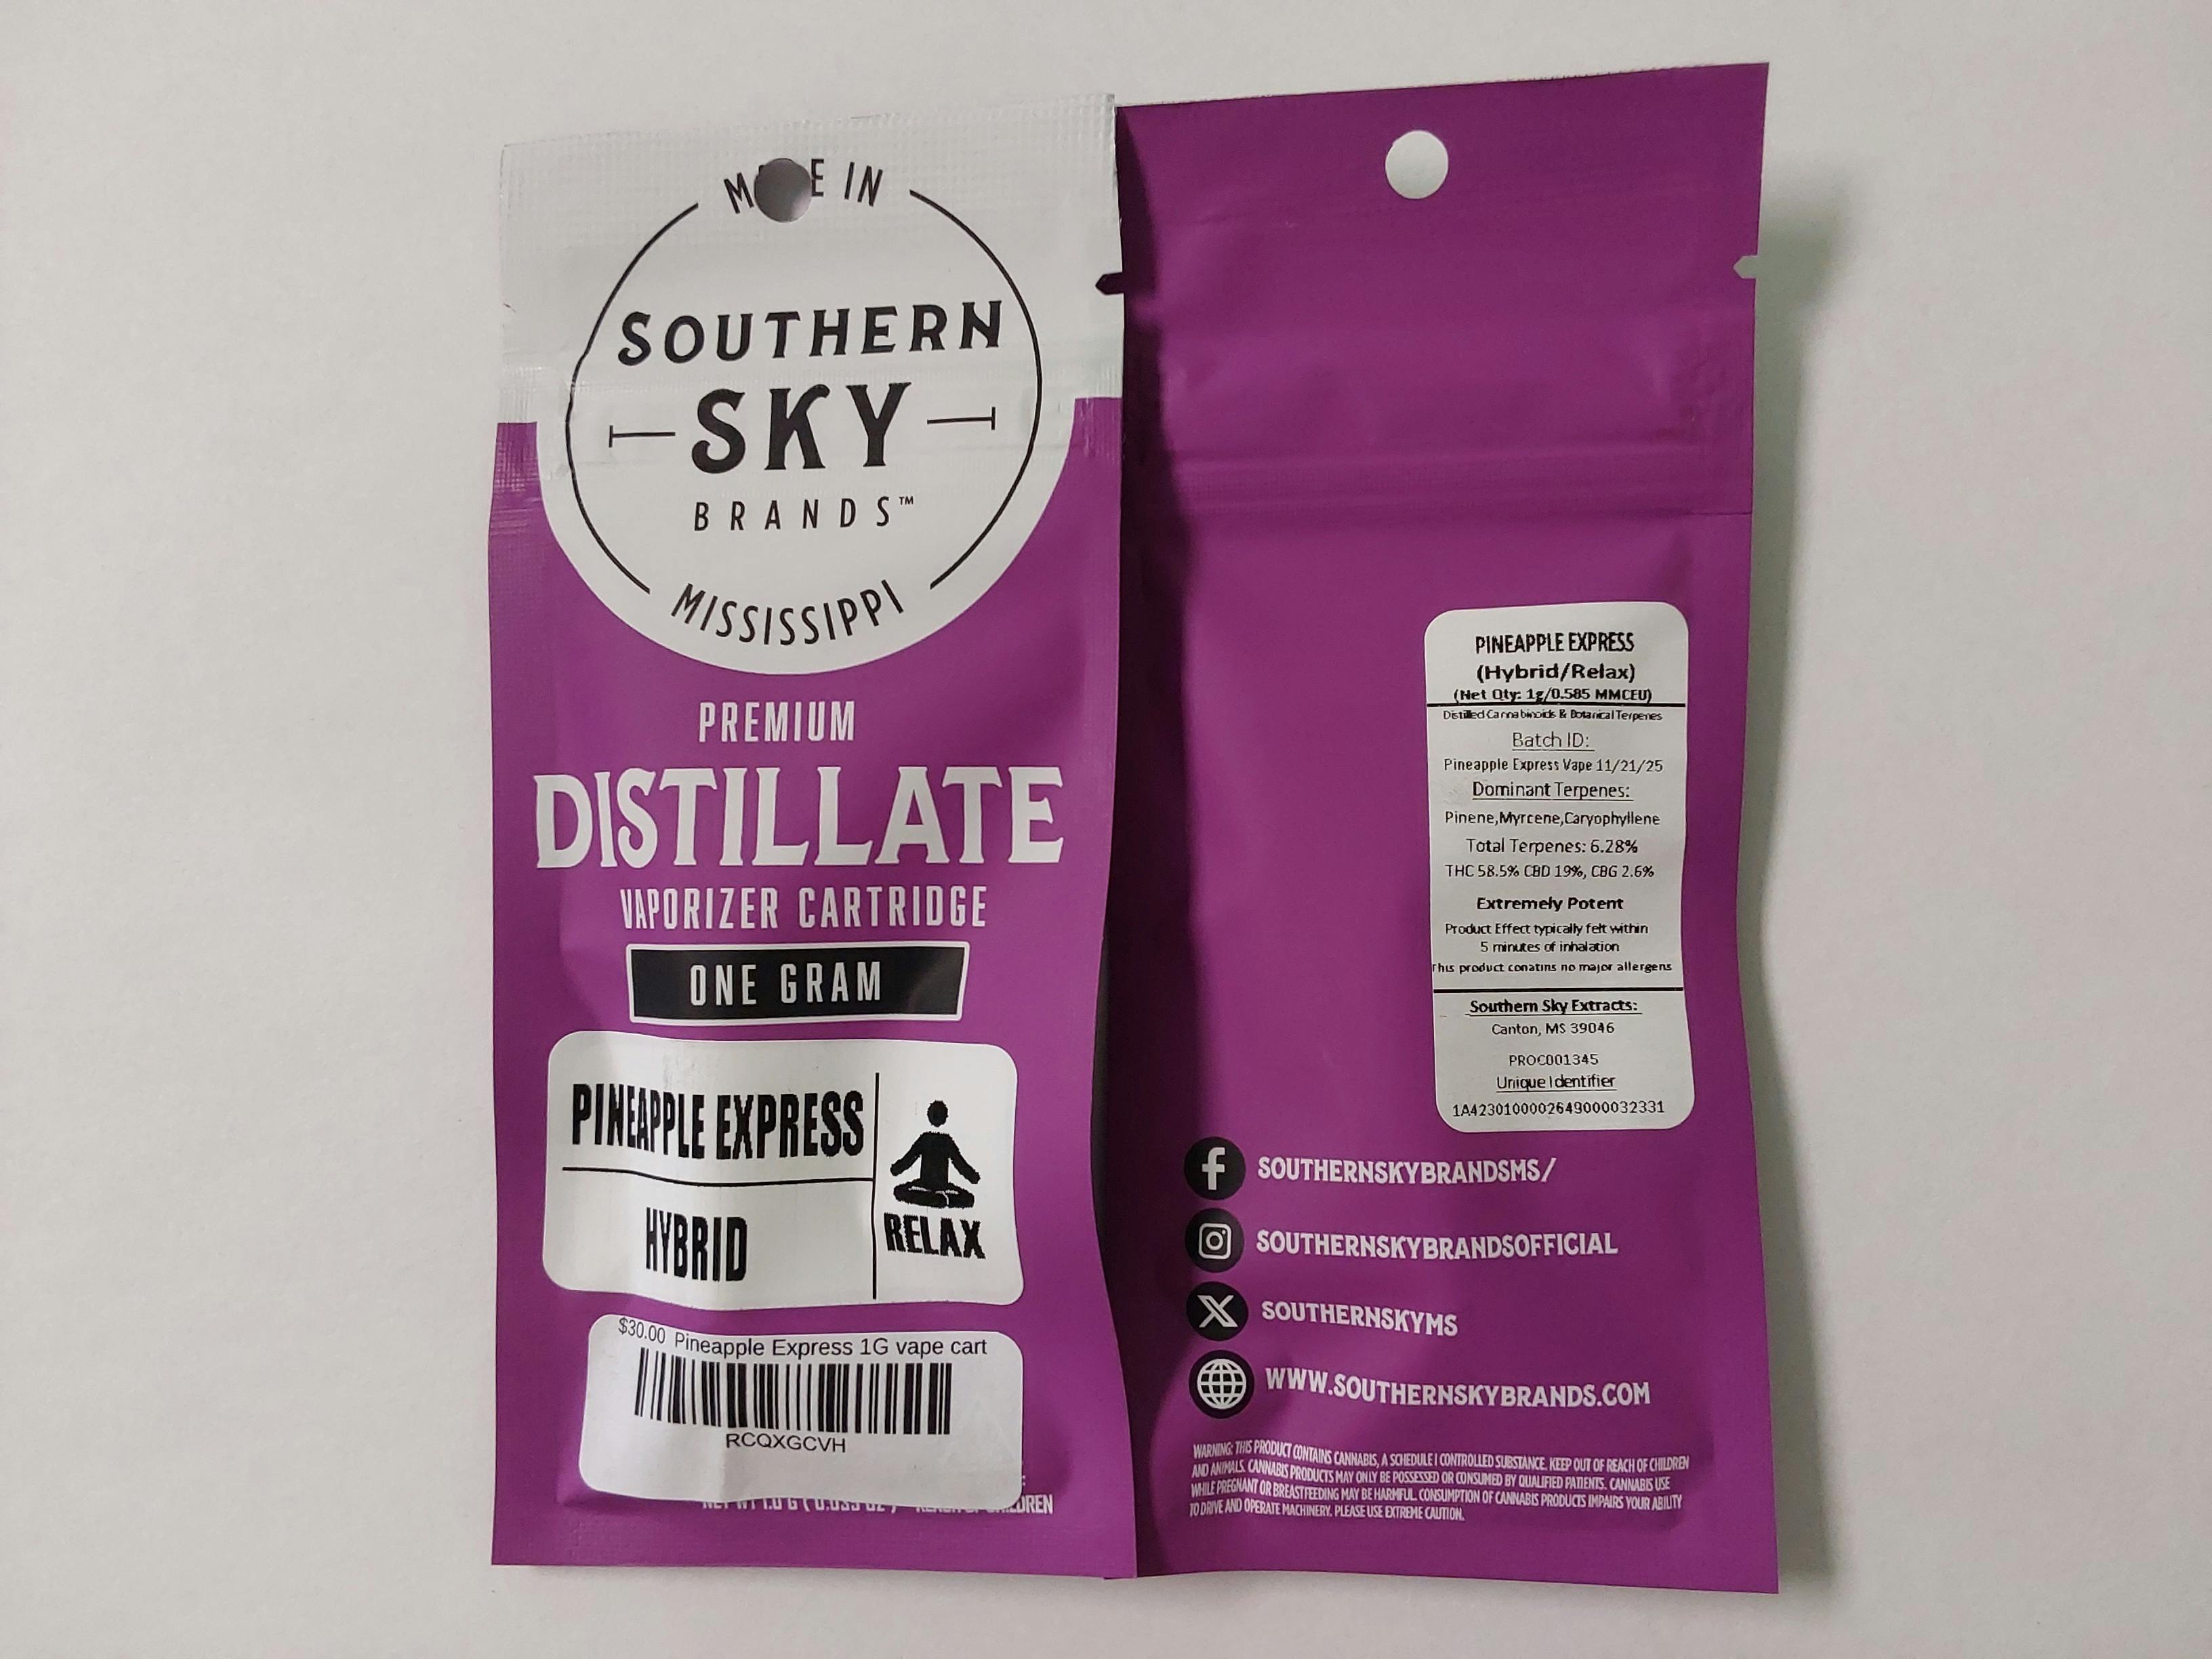 M E IN
SOUTHERN
SKY
BRANDS™
MISSISSIPPI
PREMIUM
DISTILLATE
VAPORIZER CARTRIDGE
ONE GRAM
PINEAPPLE EXPRESS
HYBRID
RELAX
$30.00 Pineapple Express 1G vape cart
RCQXGCVH
CHILDREN
PINEAPPLE EXPRESS
(Hybrid/Relax)
(Net Qty: 1g/0.585 MMCEU)
Distilled Cannabinoids & Botanical Terpenes
Batch ID:
Pineapple Express Vape 11/21/25
Dominant Terpenes:
Pinene,Myrcene,Caryophyllene
Total Terpenes: 6.28%
THC 58.5% CBD 19%, CBG 2.6%
Extremely Potent
Product Effect typically felt within
5 minutes of inhalation
This product conatins no major allergens
Southern Sky Extracts:
Canton, MS 39046
PROC001345
Unique Identifier
1A4230100002649000032331
SOUTHERNSKYBRANDSMS/
SOUTHERNSKYBRANDSOFFICIAL
SOUTHERNSKYMS
WWW.SOUTHERNSKYBRANDS.COM
WARNING: THIS PRODUCT CONTAINS CANNABIS, A SCHEDULE I CONTROLLED SUBSTANCE. KEEP OUT OF REACH OF CHILDREN
AND ANIMALS. CANNABIS PRODUCTS MAY ONLY BE POSSESSED OR CONSUMED BY QUALIFIED PATIENTS. CANNABIS USE
WHILE PREGNANT OR BREASTFEEDING MAY BE HARMFUL. CONSUMPTION OF CANNABIS PRODUCTS IMPAIRS YOUR ABILITY
TO DRIVE AND OPERATE MACHINERY. PLEASE USE EXTREME CAUTION.